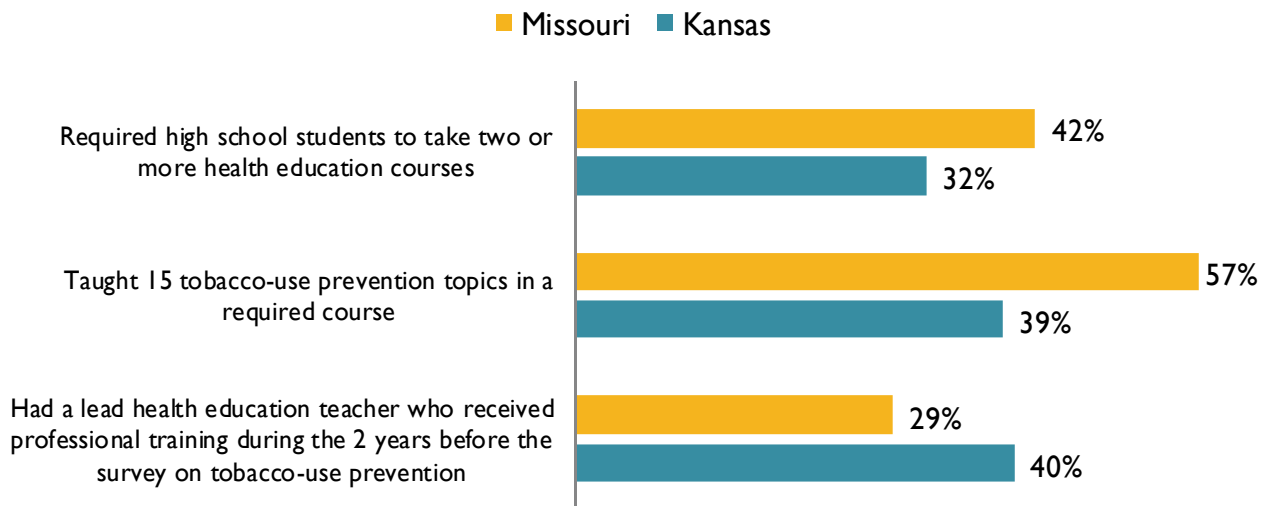 Missouri Kansas
Required high school students to take two or
more health education courses
42%
32%
Taught 15 tobacco-use prevention topics in a
required course
57%
39%
Had a lead health education teacher who received
professional training during the 2 years before the
survey on tobacco-use prevention
29%
40%